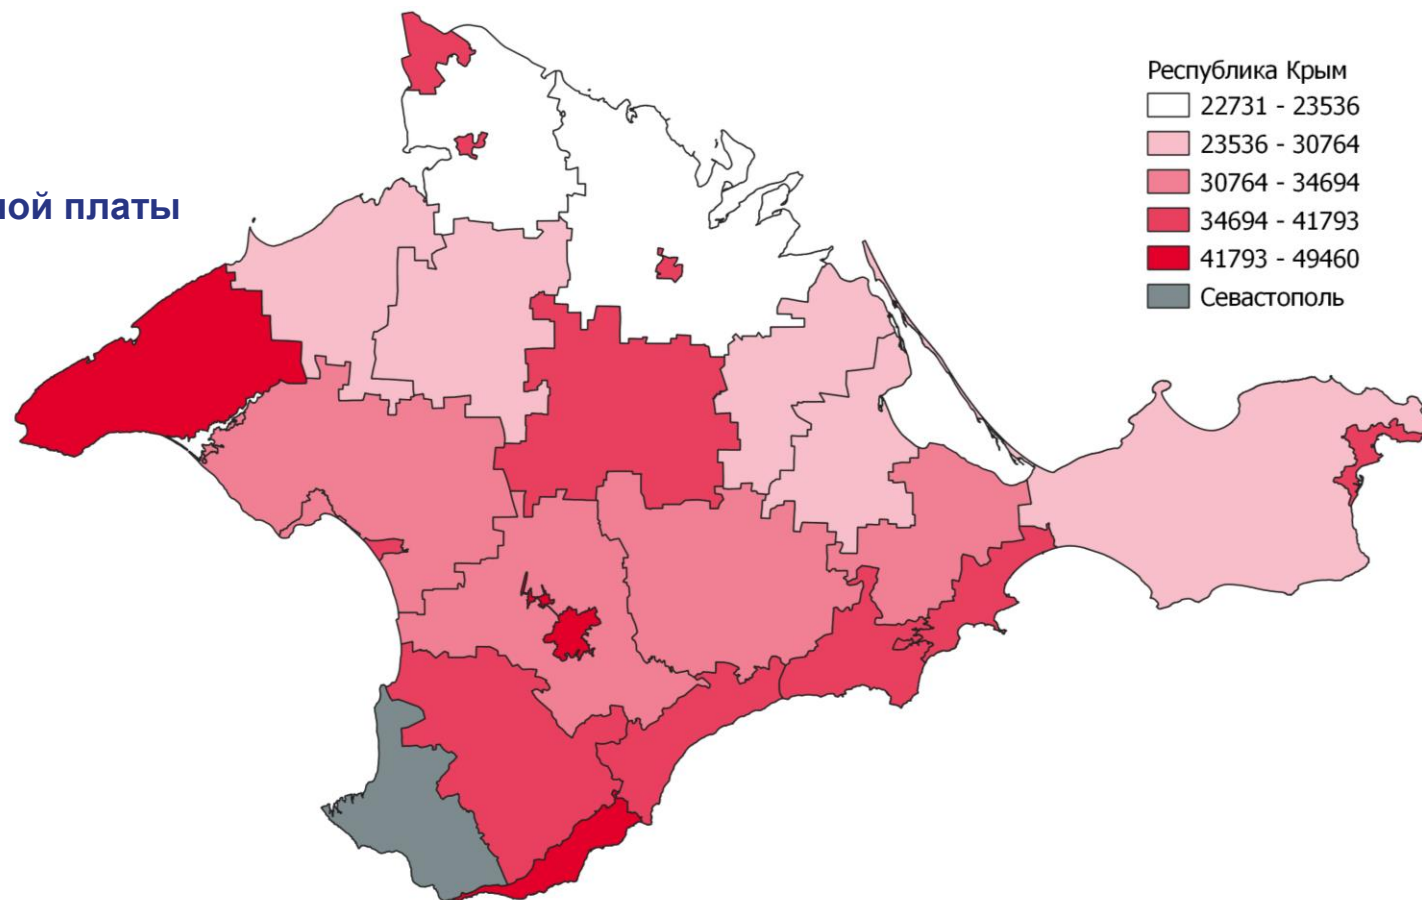 ной платы
Республика Крым
22731 - 23536
23536 - 30764
30764 - 34694
34694 - 41793
41793 - 49460
Севастополь